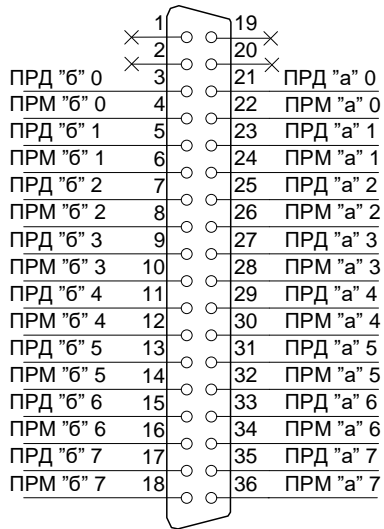 1 19
2 20
ПРД "б" 0 3 21 ПРД "а" 0
ПРМ "б" 0 4 22 ПРМ "а" 0
ПРД "б" 1 5 23 ПРД "а" 1
ПРМ "б" 1 6 24 ПРМ "а" 1
ПРД "б" 2 7 25 ПРД "а" 2
ПРМ "б" 2 8 26 ПРМ "а" 2
ПРД "б" 3 9 27 ПРД "а" 3
ПРМ "б" 3 10 28 ПРМ "а" 3
ПРД "б" 4 11 29 ПРД "а" 4
ПРМ "б" 4 12 30 ПРМ "а" 4
ПРД "б" 5 13 31 ПРД "а" 5
ПРМ "б" 5 14 32 ПРМ "а" 5
ПРД "б" 6 15 33 ПРД "а" 6
ПРМ "б" 6 16 34 ПРМ "а" 6
ПРД "б" 7 17 35 ПРД "а" 7
ПРМ "б" 7 18 36 ПРМ "а" 7